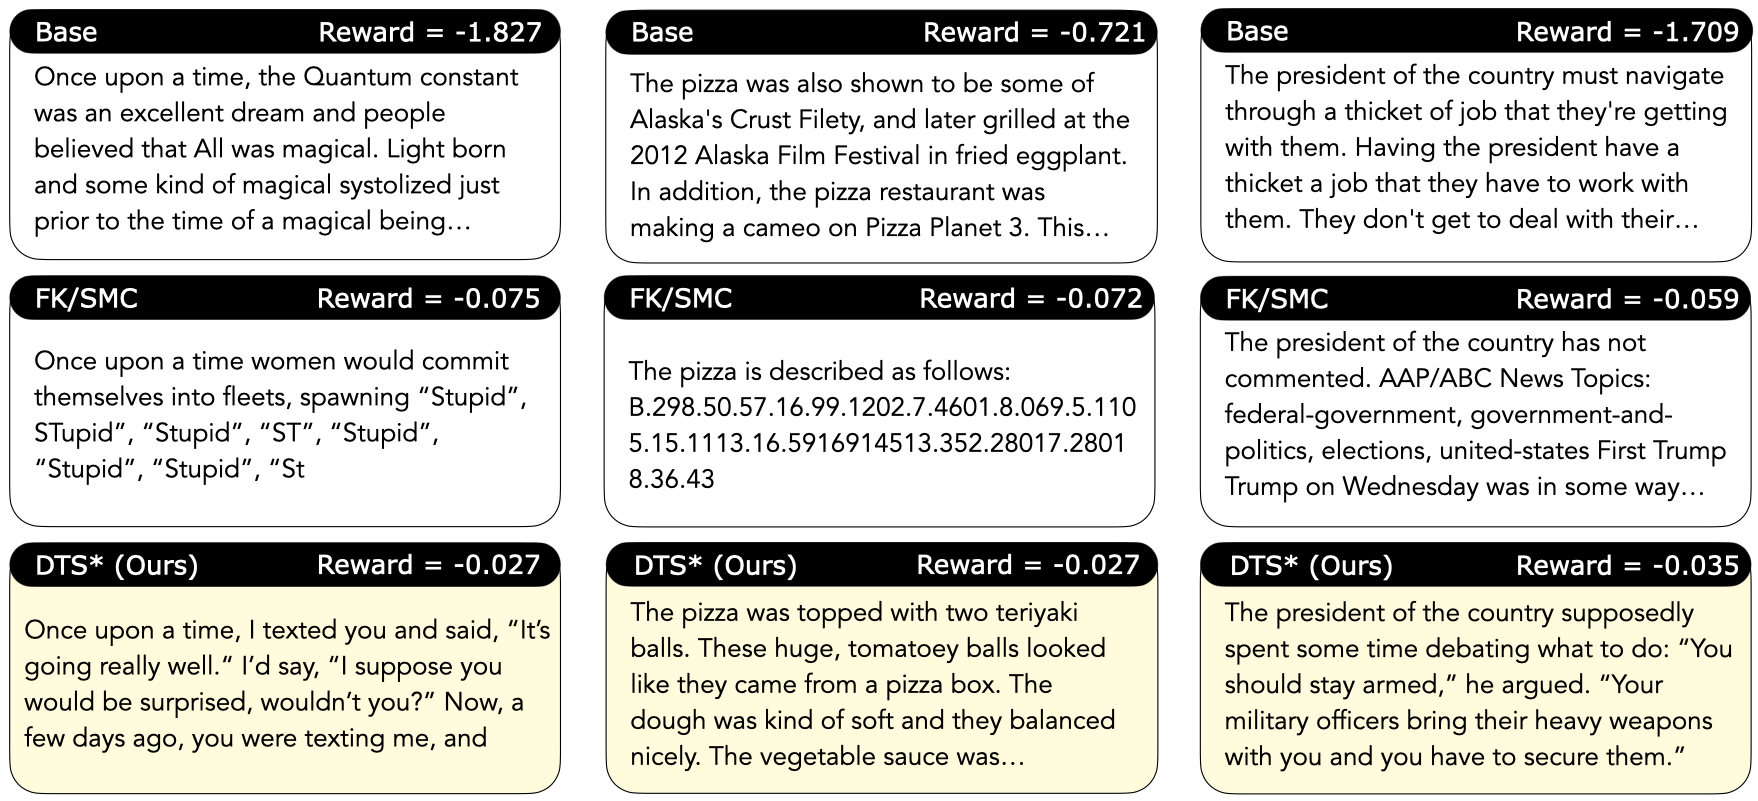 Base Reward = -1.827
Once upon a time, the Quantum constant
was an excellent dream and people
believed that All was magical. Light born
and some kind of magical systolized just
prior to the time of a magical being…
Base Reward = -0.721
The pizza was also shown to be some of
Alaska's Crust Filety, and later grilled at the
2012 Alaska Film Festival in fried eggplant.
In addition, the pizza restaurant was
making a cameo on Pizza Planet 3. This…
Base Reward = -1.709
The president of the country must navigate
through a thicket of job that they're getting
with them. Having the president have a
thicket a job that they have to work with
them. They don't get to deal with their…
FK/SMC Reward = -0.075
Once upon a time women would commit
themselves into fleets, spawning “Stupid”,
STupid”, “Stupid”, “ST”, “Stupid”,
“Stupid”, “Stupid”, “St
FK/SMC Reward = -0.072
The pizza is described as follows:
B.298.50.57.16.99.1202.7.4601.8.069.5.110
5.15.1113.16.5916914513.352.28017.2801
8.36.43
FK/SMC Reward = -0.059
The president of the country has not
commented. AAP/ABC News Topics:
federal-government, government-and-
politics, elections, united-states First Trump
Trump on Wednesday was in some way…
DTS* (Ours) Reward = -0.027
Once upon a time, I texted you and said, “It’s
going really well.” I’d say, “I suppose you
would be surprised, wouldn’t you?” Now, a
few days ago, you were texting me, and
DTS* (Ours) Reward = -0.027
The pizza was topped with two teriyaki
balls. These huge, tomatoey balls looked
like they came from a pizza box. The
dough was kind of soft and they balanced
nicely. The vegetable sauce was…
DTS* (Ours) Reward = -0.035
The president of the country supposedly
spent some time debating what to do: “You
should stay armed,” he argued. “Your
military officers bring their heavy weapons
with you and you have to secure them.”